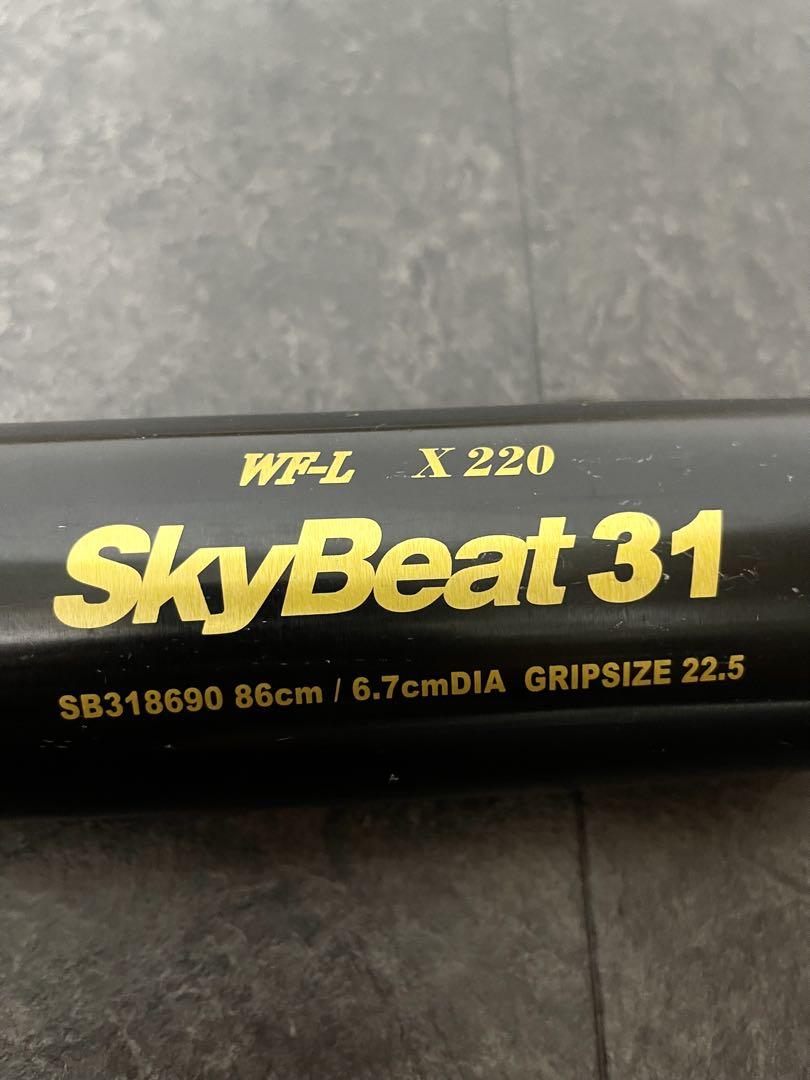 WF-L X 220
SkyBeat 31
SB318690 86cm / 6.7cmDIA GRIPSIZE 22.5